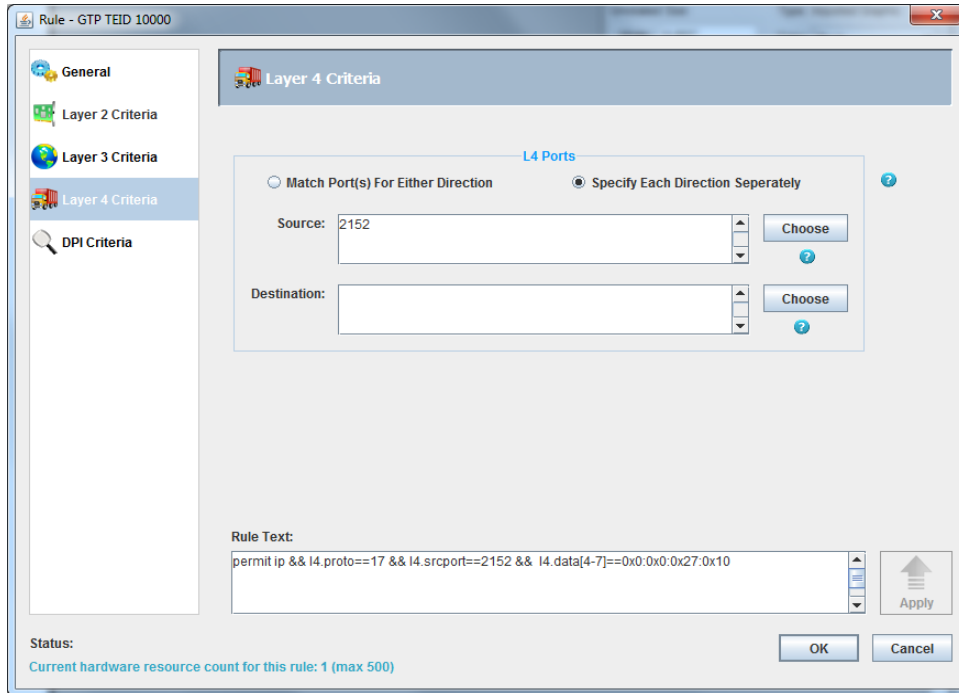 Rule - GTP TEID 10000
General
Layer 2 Criteria
Layer 3 Criteria
Layer 4 Criteria
DPI Criteria
Layer 4 Criteria
L4 Ports
Match Port(s) For Either Direction
Specify Each Direction Seperately
Source: 2152
Choose
Destination:
Choose
Rule Text:
permit ip && l4.proto==17 && l4.srcport==2152 && l4.data[4-7]==0x0:0x0:0x27:0x10
Apply
Status:
Current hardware resource count for this rule: 1 (max 500)
OK
Cancel